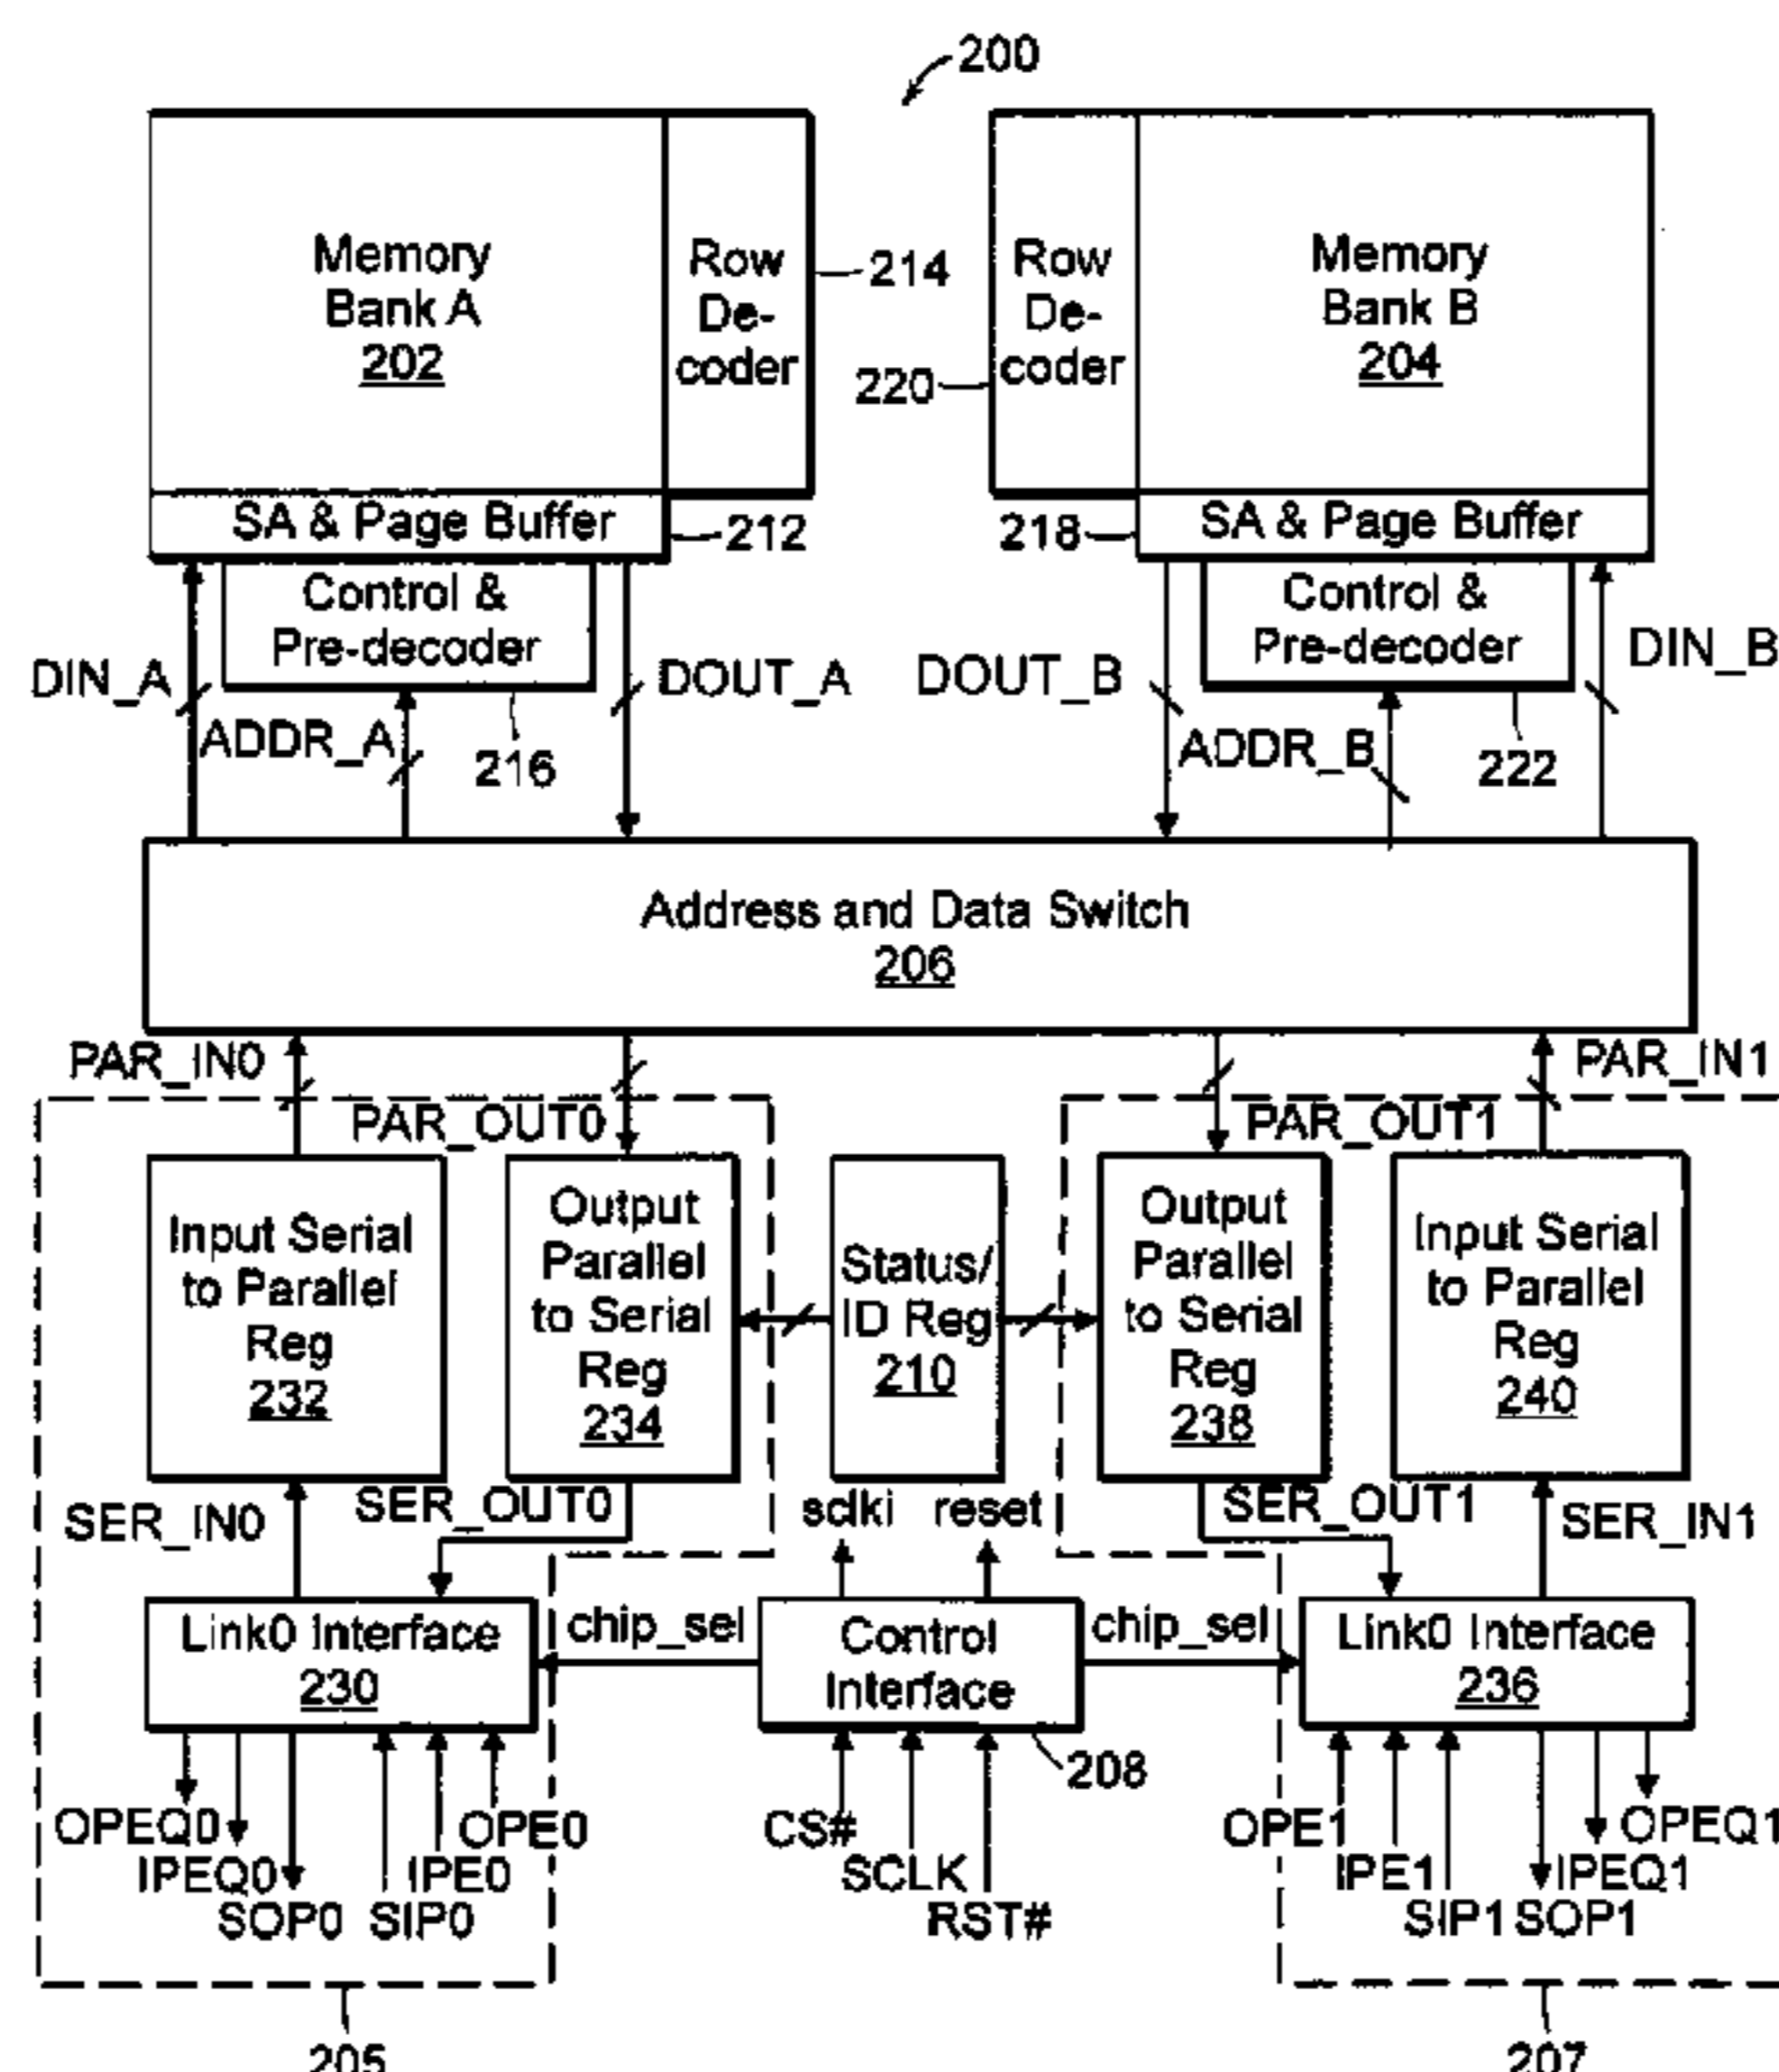 200
Memory
Bank A
202
Row
De-
coder
214
220
Row
De-
coder
Memory
Bank B
204
SA & Page Buffer
212
218
SA & Page Buffer
Control &
Pre-decoder
Control &
Pre-decoder
DIN_A
ADDR_A
216
DOUT_A
DOUT_B
ADDR_B
222
DIN_B
Address and Data Switch
206
PAR_IN0
PAR_OUT0
PAR_OUT1
PAR_IN1
Input Serial
to Parallel
Reg
232
Output
Parallel
to Serial
Reg
234
Status/
ID Reg
210
Output
Parallel
to Serial
Reg
238
Input Serial
to Parallel
Reg
240
SER_IN0
SER_OUT0
sclki
reset
SER_OUT1
SER_IN1
Link0 Interface
230
chip_sel
Control
Interface
chip_sel
Link0 Interface
236
208
OPEQ0
IPEQ0
SOP0
SIP0
IPE0
OPE0
CS#
SCLK
RST#
OPE1
IPE1
SIP1
SOP1
IPEQ1
OPEQ1
205
207